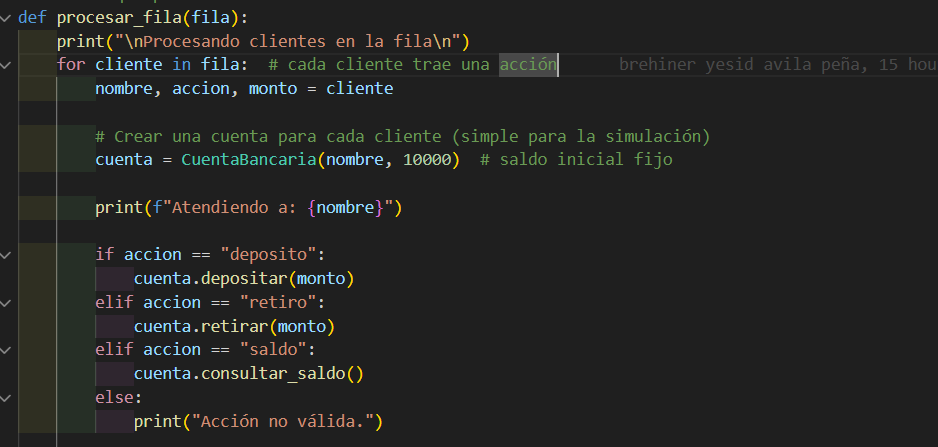 def procesar_fila(fila):
    print("\nProcesando clientes en la fila\n")
    for cliente in fila:  # cada cliente trae una acción        brehiner yesid avila peña, 15 hou
        nombre, accion, monto = cliente
        # Crear una cuenta para cada cliente (simple para la simulación)
        cuenta = CuentaBancaria(nombre, 10000)  # saldo inicial fijo
        print(f"Atendiendo a: {nombre}")
        if accion == "deposito":
            cuenta.depositar(monto)
        elif accion == "retiro":
            cuenta.retirar(monto)
        elif accion == "saldo":
            cuenta.consultar_saldo()
        else:
            print("Acción no válida.")